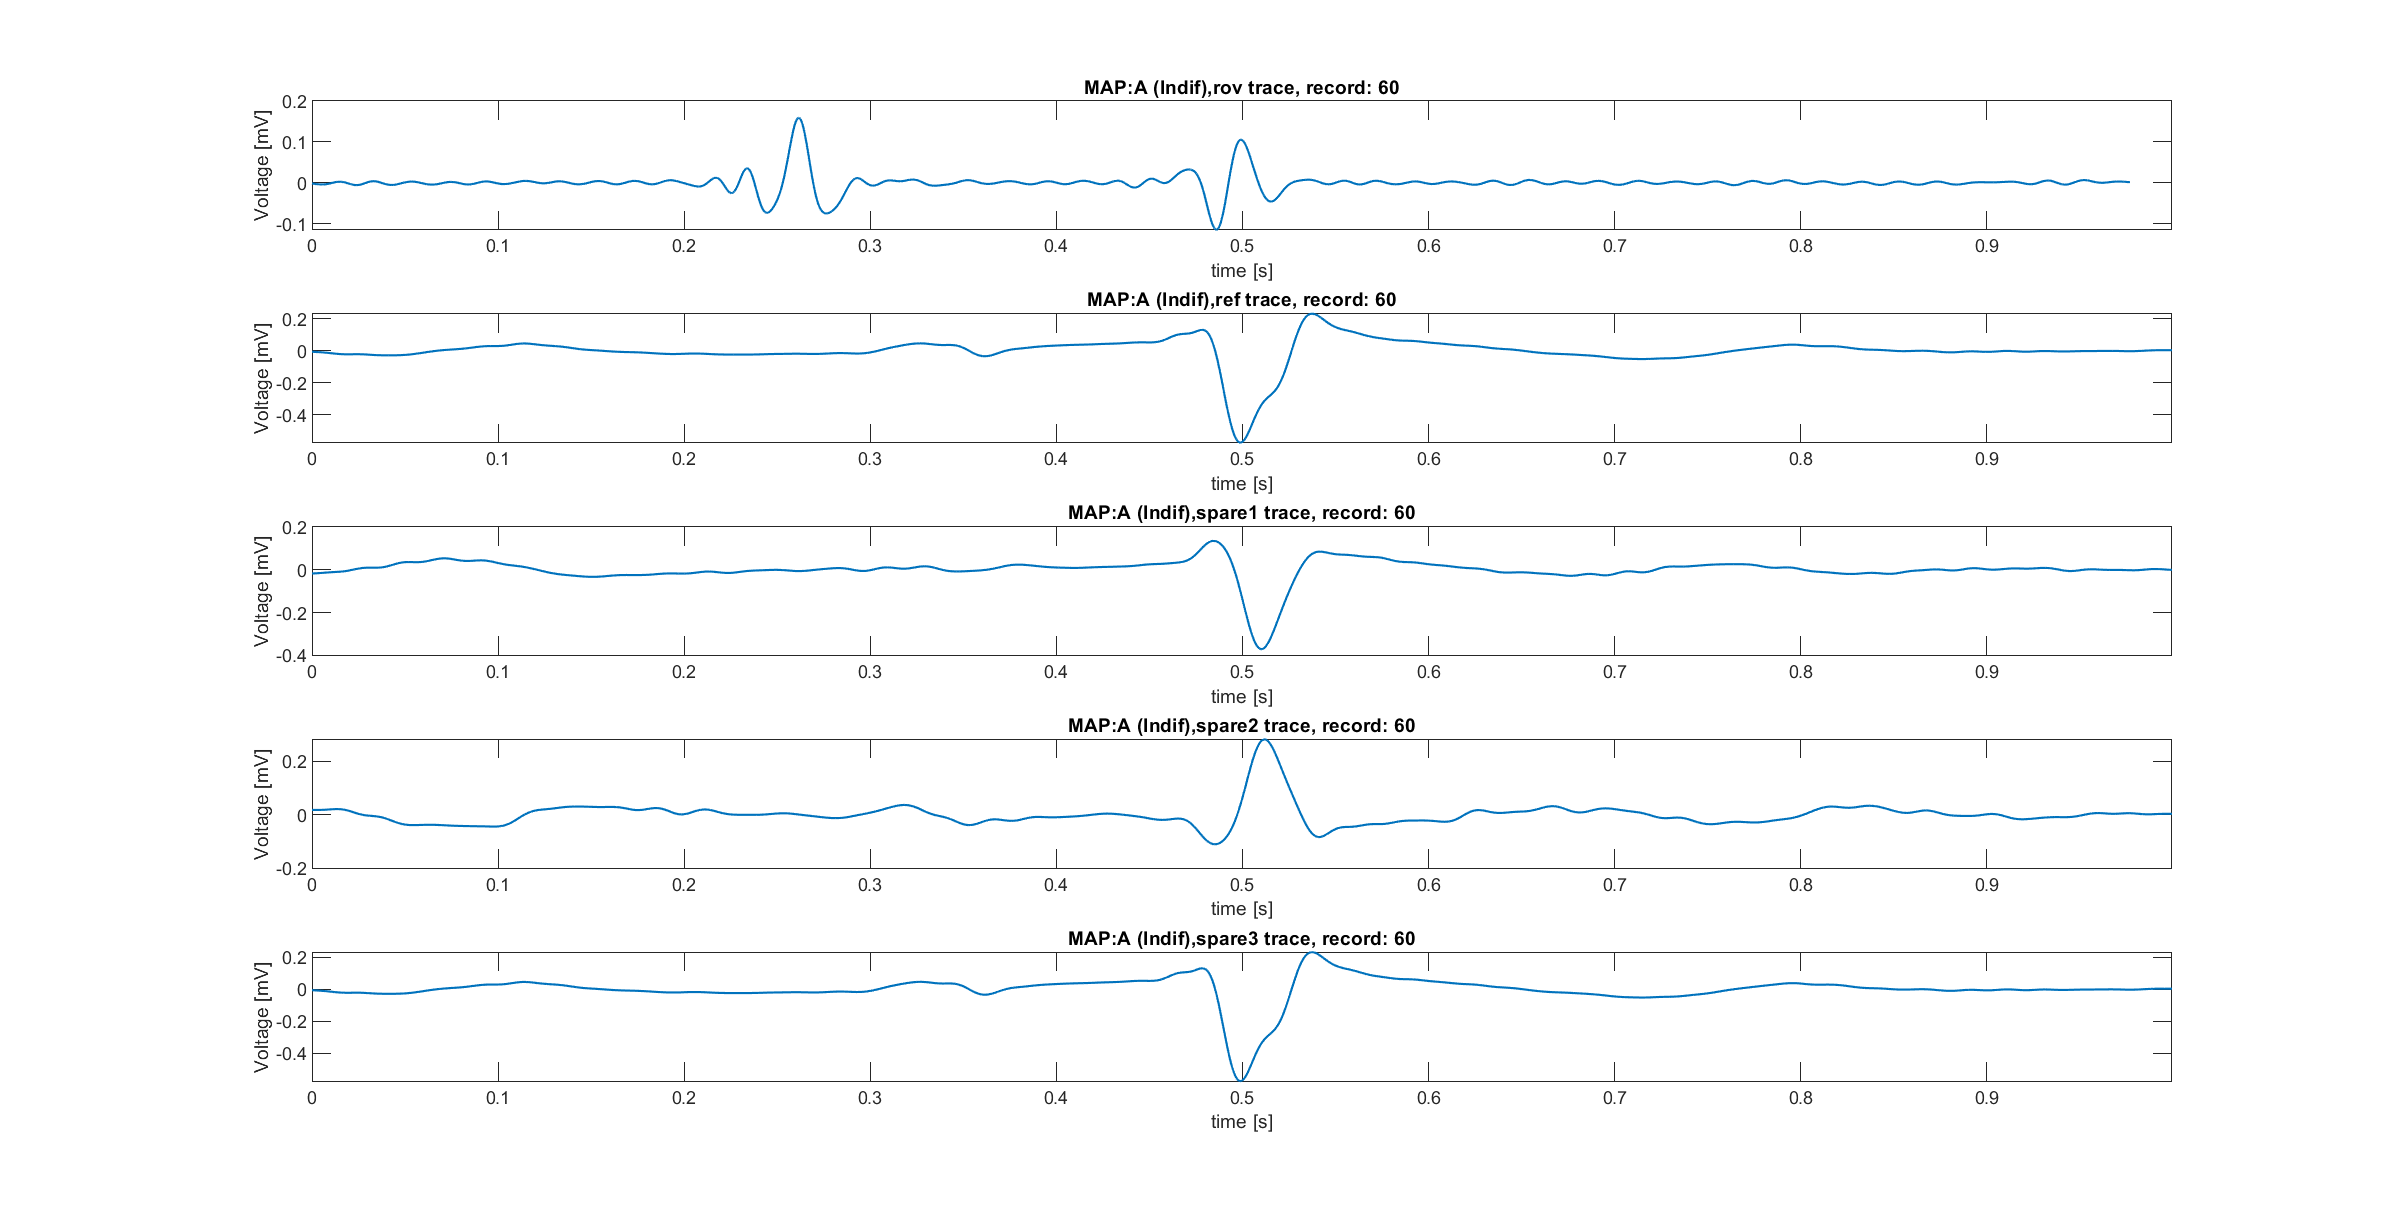 MAP:A (Indif),rov trace, record: 60
Voltage [mV]
0.2
0.1
0
-0.1
0 0.1 0.2 0.3 0.4 0.5 0.6 0.7 0.8 0.9
time [s]
MAP:A (Indif),ref trace, record: 60
Voltage [mV]
0.2
0
-0.2
-0.4
0 0.1 0.2 0.3 0.4 0.5 0.6 0.7 0.8 0.9
time [s]
MAP:A (Indif),spare1 trace, record: 60
Voltage [mV]
0.2
0
-0.2
-0.4
0 0.1 0.2 0.3 0.4 0.5 0.6 0.7 0.8 0.9
time [s]
MAP:A (Indif),spare2 trace, record: 60
Voltage [mV]
0.2
0
-0.2
0 0.1 0.2 0.3 0.4 0.5 0.6 0.7 0.8 0.9
time [s]
MAP:A (Indif),spare3 trace, record: 60
Voltage [mV]
0.2
0
-0.2
-0.4
0 0.1 0.2 0.3 0.4 0.5 0.6 0.7 0.8 0.9
time [s]